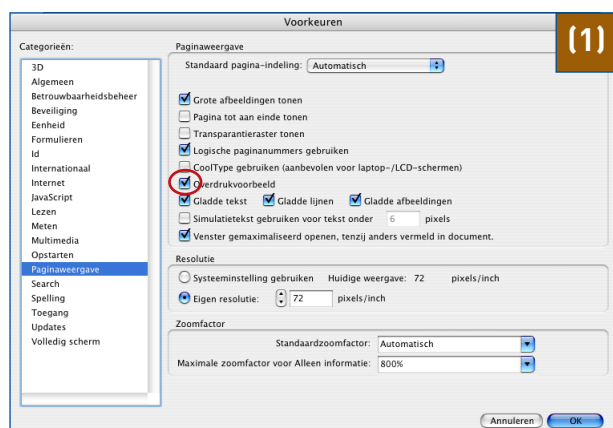 Voorkeuren
(1)
Categorieën:
3D
Algemeen
Betrouwbaarheidsbeheer
Beveiliging
Eenheid
Formulieren
Id
Internationaal
Internet
JavaScript
Lezen
Meten
Multimedia
Opstarten
Paginaweergave
Search
Spelling
Toegang
Updates
Volledig scherm
Paginaweergave
Standaard pagina-indeling: Automatisch
Grote afbeeldingen tonen
Pagina tot aan einde tonen
Transparantieraster tonen
Logische paginanummers gebruiken
CoolType gebruiken (aanbevolen voor laptop-/LCD-schermen)
Overdrukvoorbeeld
Gladde tekst Gladde lijnen Gladde afbeeldingen
Simulatietekst gebruiken voor tekst onder 6 pixels
Venster gemaximaliseerd openen, tenzij anders vermeld in document.
Resolutie
Systeeminstelling gebruiken Huidige weergave: 72 pixels/inch
Eigen resolutie: 72 pixels/inch
Zoomfactor
Standaardzoomfactor: Automatisch
Maximale zoomfactor voor Alleen informatie: 800%
Annuleren OK